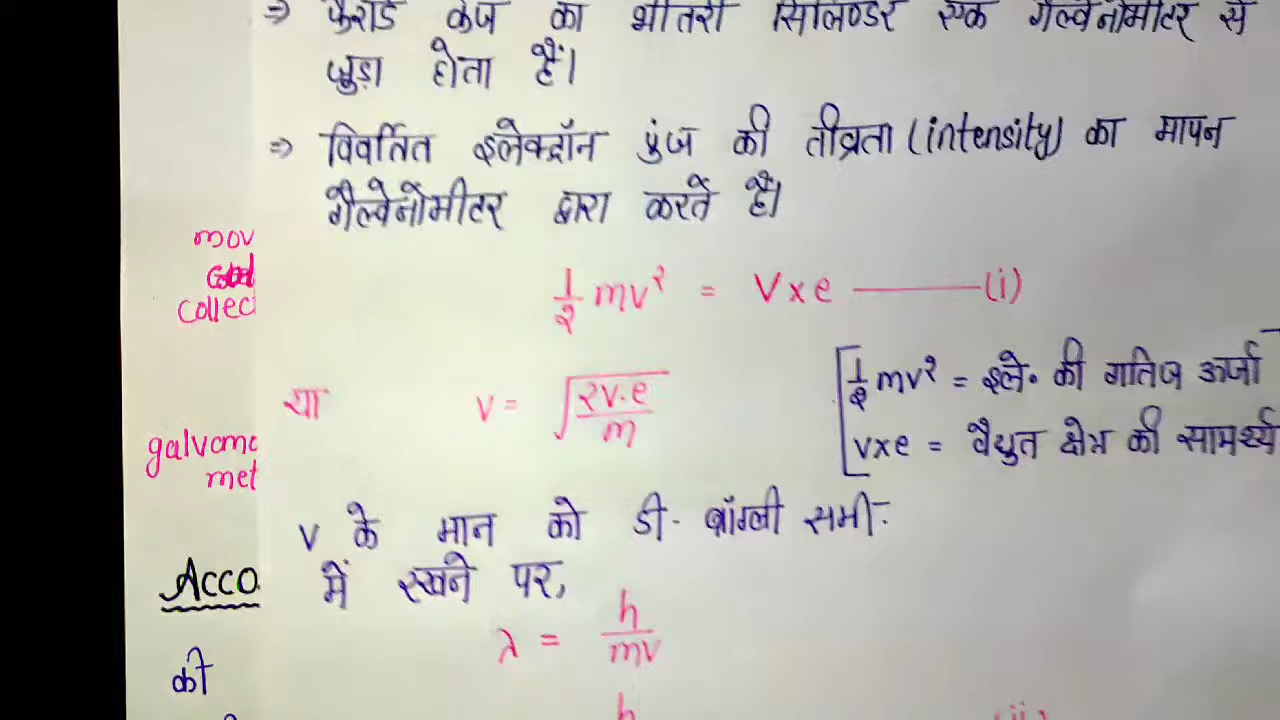 ⇒ फैराडे केज का भीतरी सिलिण्डर एक गैल्वेनोमीटर से
जुड़ा होता हैं।
⇒ विवर्तित इलेक्ट्रॉन पुंज की तीव्रता (intensity) का मापन
गैल्वेनोमीटर द्वारा करते हैं।
mov
collec
1/2 mv² = V×e ———(i)
[1/2 mv² = इले॰ की गतिज ऊर्जा
या v = √(2V·e/m)
V×e = वैद्युत क्षेत्र की सामर्थ्य
galvano
met
V के मान को डी- ब्रॉग्ली समी॰
Acco
में रखने पर,
λ = h/mv
की
h
(ii)